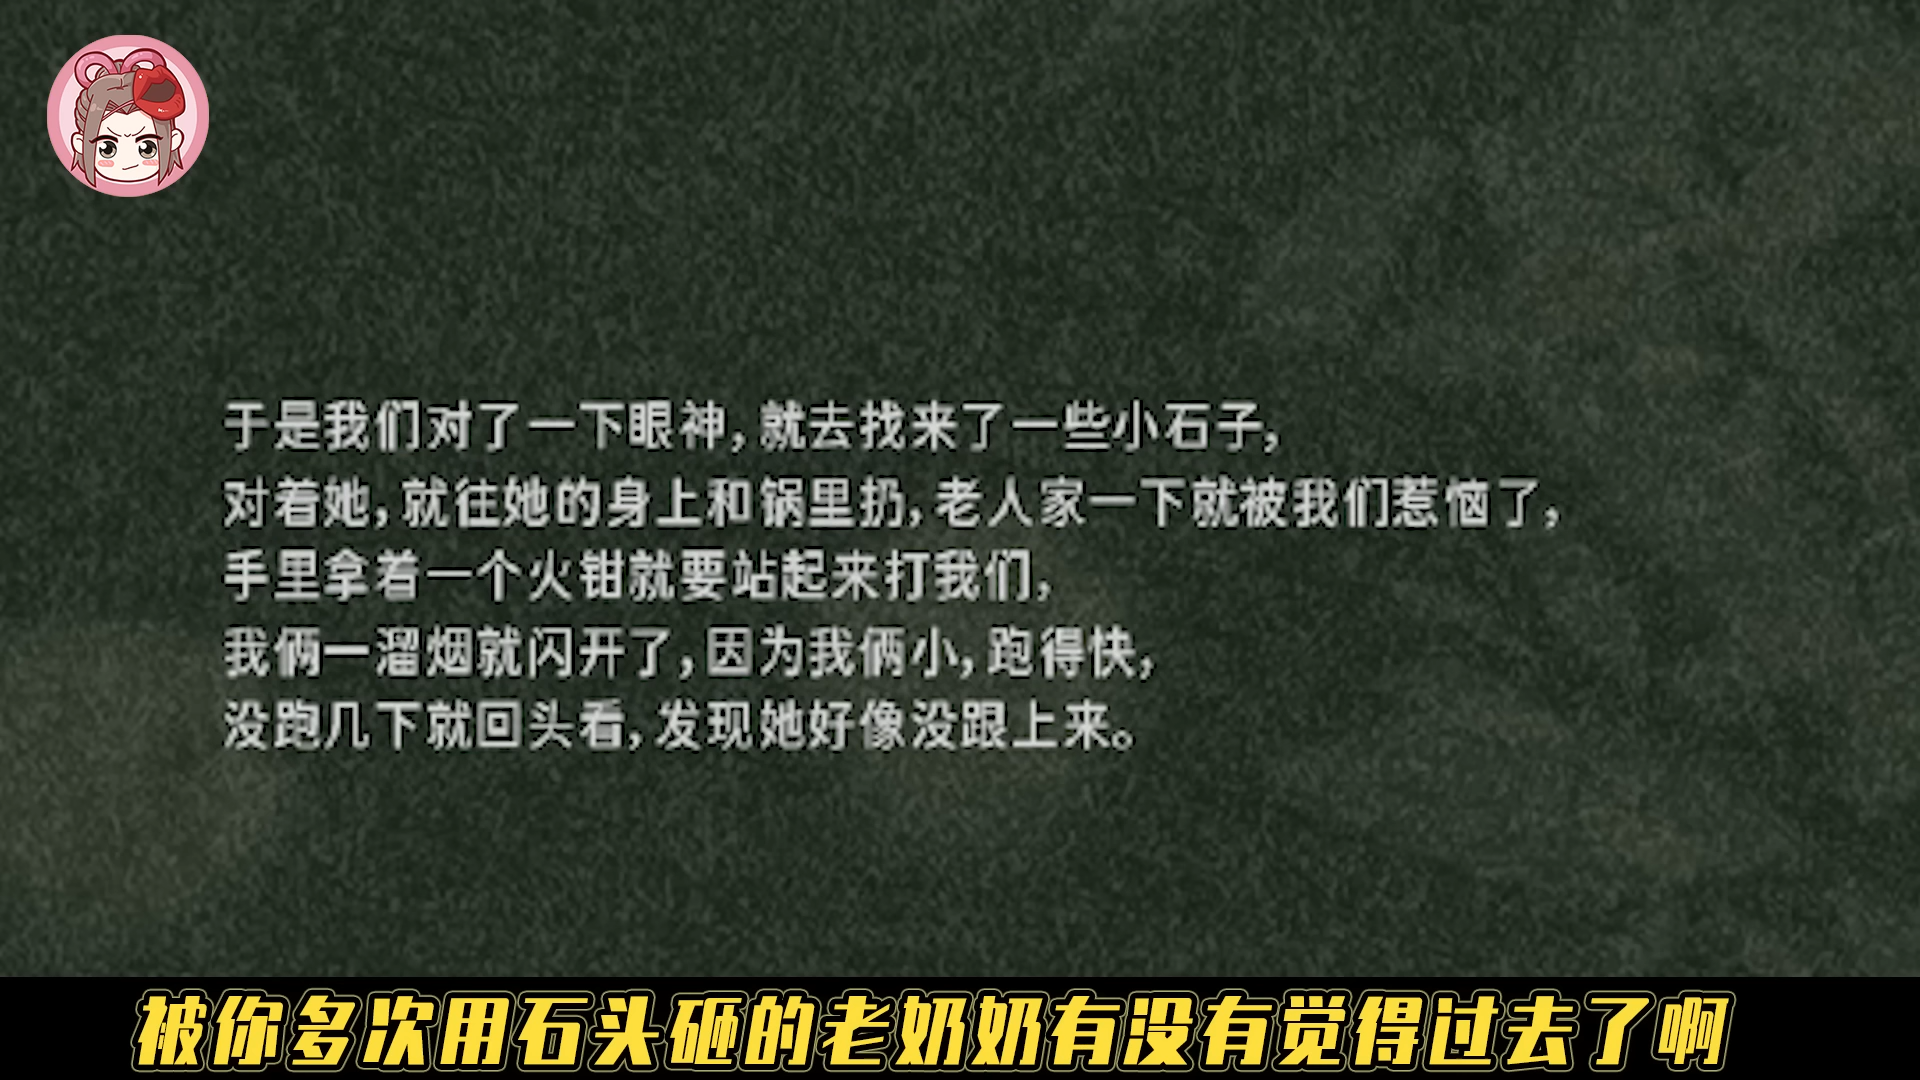 于是我们对了一下眼神，就去找来了一些小石子，
对着她，就往她的身上和锅里扔，老人家一下就被我们惹恼了，
手里拿着一个火钳就要站起来打我们，
我俩一溜烟就闪开了，因为我俩小，跑得快，
没跑几下就回头看，发现她好像没跟上来。
被你多次用石头砸的老奶奶有没有觉得过去了啊